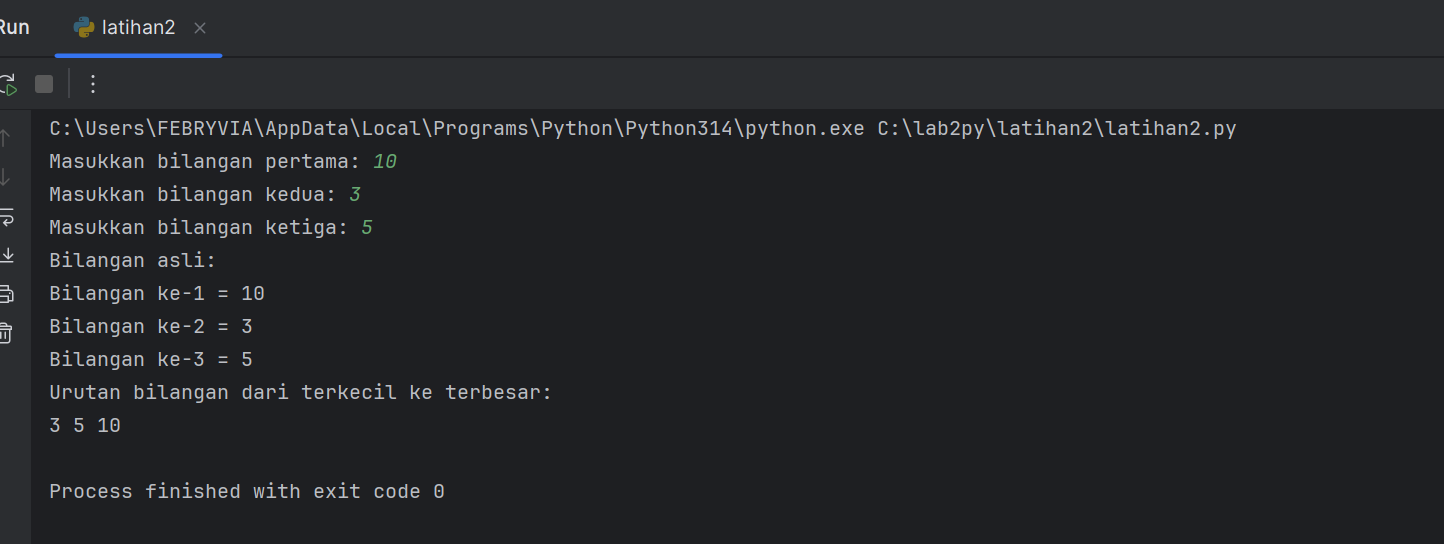 Run latihan2
C:\Users\FEBRYVIA\AppData\Local\Programs\Python\Python314\python.exe C:\lab2py\latihan2\latihan2.py
Masukkan bilangan pertama: 10
Masukkan bilangan kedua: 3
Masukkan bilangan ketiga: 5
Bilangan asli:
Bilangan ke-1 = 10
Bilangan ke-2 = 3
Bilangan ke-3 = 5
Urutan bilangan dari terkecil ke terbesar:
3 5 10
Process finished with exit code 0